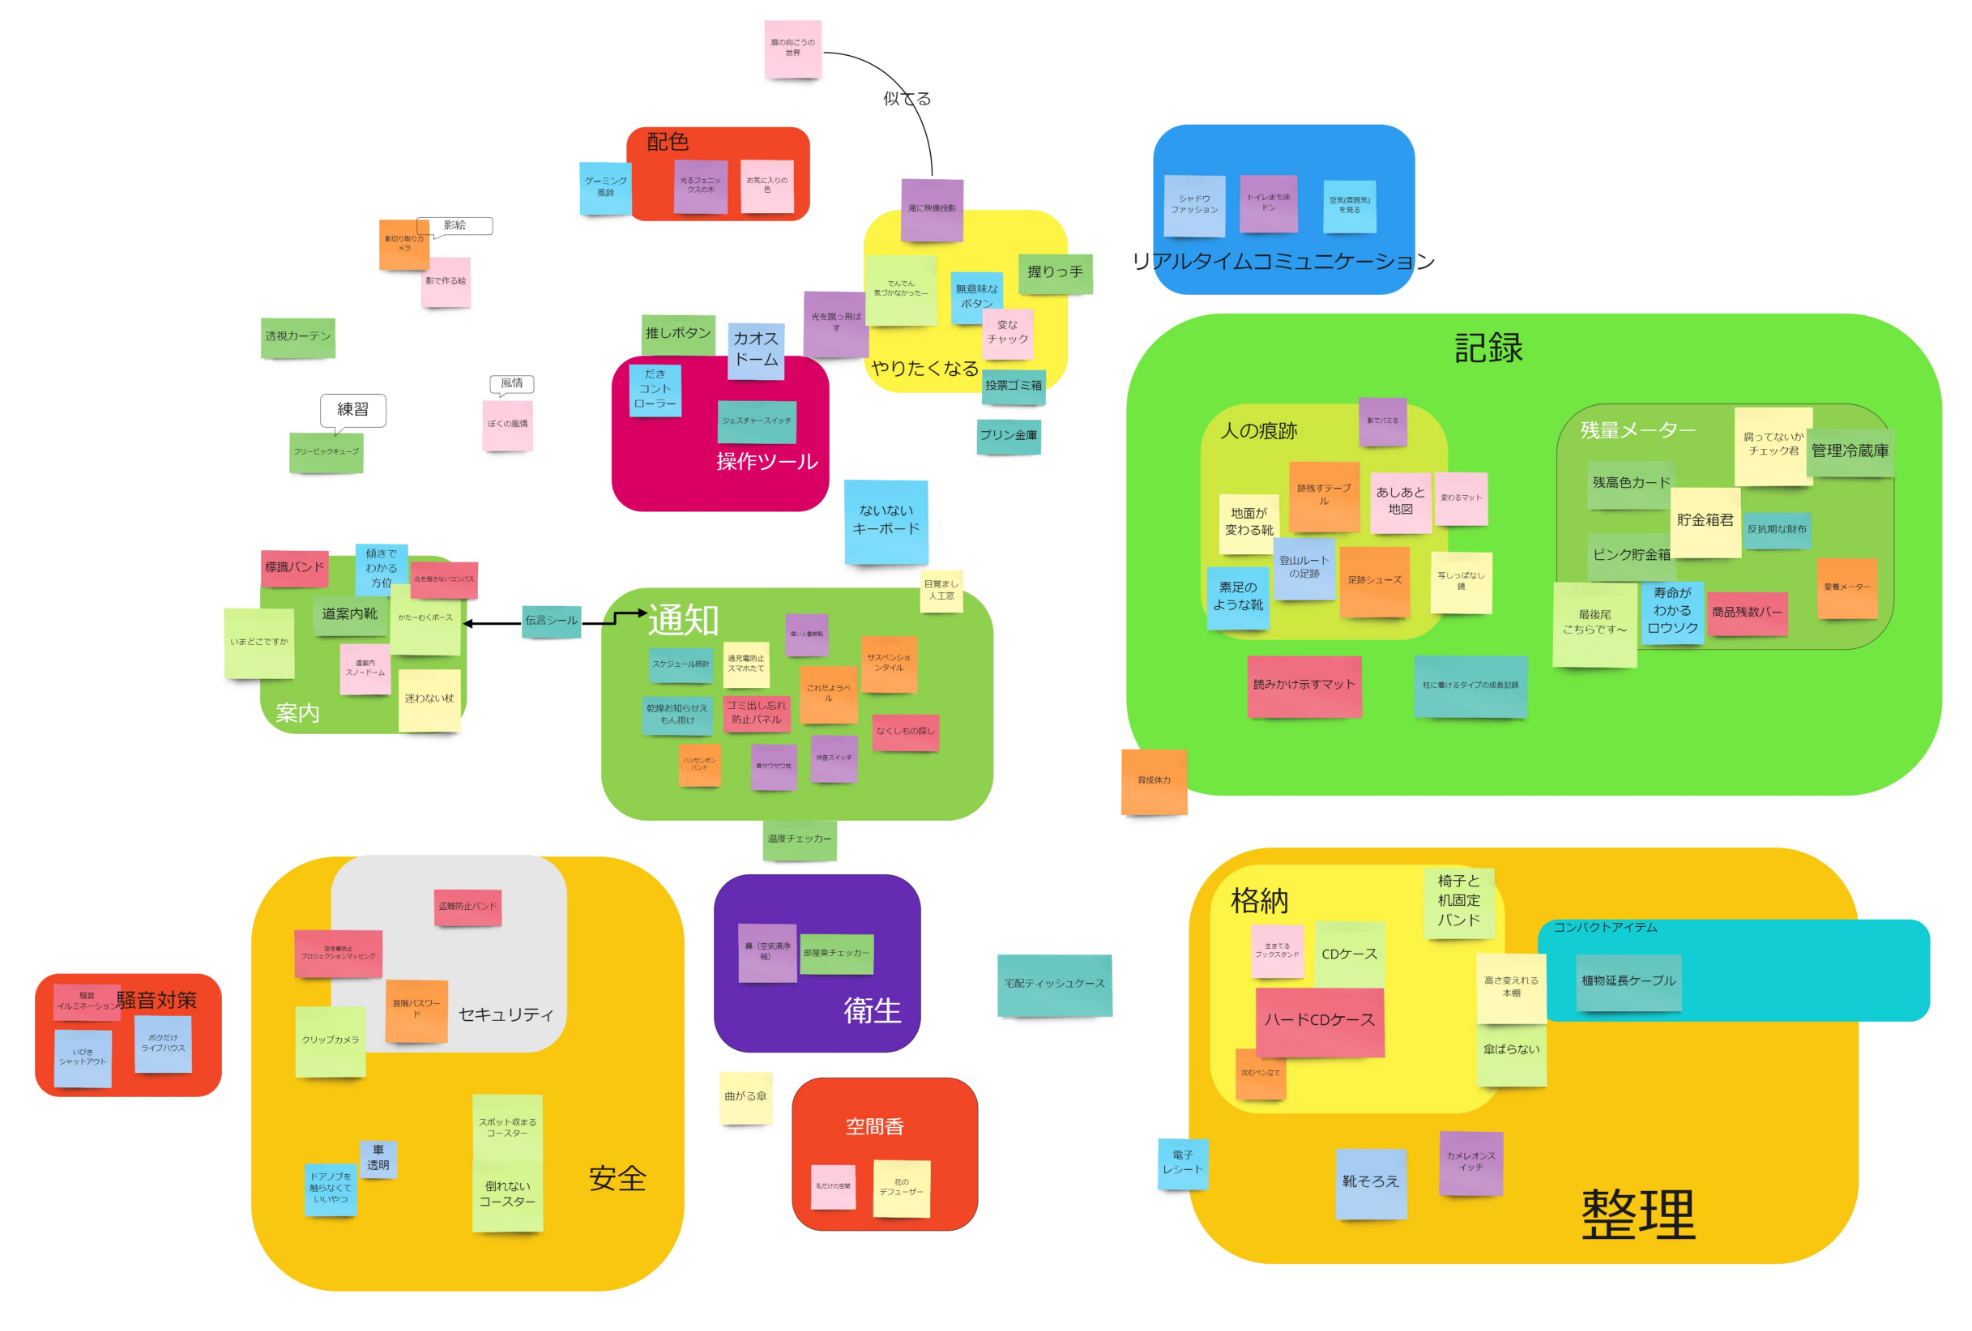 扉の向こうの
世界
似てる
配色
ゲーミング
風鈴
光るフェニッ
クスの木
お気に入りの
色
湯に映像投影
でんでん
気づかなかったー
無意味な
ボタン
握りっ手
変な
チャック
やりたくなる
投票ゴミ箱
プリン金庫
光を蹴っ飛ば
す
シャドウ
ファッション
トイレまち床
ドン
空気(雰囲気)
を見る
リアルタイムコミュニケーション
影絵
影切り取りカ
メラ
影で作る絵
透視カーテン
練習
フリーピックキューブ
風情
ぼくの風情
推しボタン
カオス
ドーム
だき
コント
ローラー
ジェスチャースイッチ
操作ツール
ないない
キーボード
記録
人の痕跡
影でバミる
跡残すテーブ
ル
あしあと
地図
変わるマット
地面が
変わる靴
登山ルート
の足跡
足跡シューズ
写しっぱなし
鏡
素足の
ような靴
残量メーター
腐ってないか
チェック君
管理冷蔵庫
残高色カード
貯金箱君
反抗期な財布
ピンク貯金箱
愛着メーター
最後尾
こちらです〜
寿命が
わかる
ロウソク
商品残数バー
読みかけ示すマット
柱に着けるタイプの成長記録
育成体力
標識バンド
傾きで
わかる
方位
北を指さないコンパス
道案内靴
かたーむくポース
いまどこですか
道案内
スノードーム
迷わない杖
案内
伝言シール
目覚まし
人工窓
通知
スケジュール時計
過充電防止
スマホたて
偉い人警報靴
サスペンショ
ンタイル
これだよラベ
ル
乾燥お知らせえ
もん掛け
ゴミ出し忘れ
防止パネル
なくしもの探し
ハリセンボン
バンド
葉サワサワ枕
快音スイッチ
温度チェッカー
セキュリティ
盗難防止バンド
空き巣防止
プロジェクションマッピング
音階パスワー
ド
クリップカメラ
スポット収まる
コースター
車
透明
ドアノブを
触らなくて
いいやつ
倒れない
コースター
安全
騒音対策
騒音
イルミネーション
いびき
シャットアウト
ボクだけ
ライブハウス
鼻（空気清浄
機）
部屋臭チェッカー
衛生
宅配ティッシュケース
曲がる傘
空間香
私だけの空間
花の
デフューザー
格納
椅子と
机固定
バンド
生きてる
ブックスタンド
CDケース
ハードCDケース
沈むペン立て
高さ変えれる
本棚
傘ばらない
コンパクトアイテム
植物延長ケーブル
電子
レシート
靴そろえ
カメレオンス
イッチ
整理